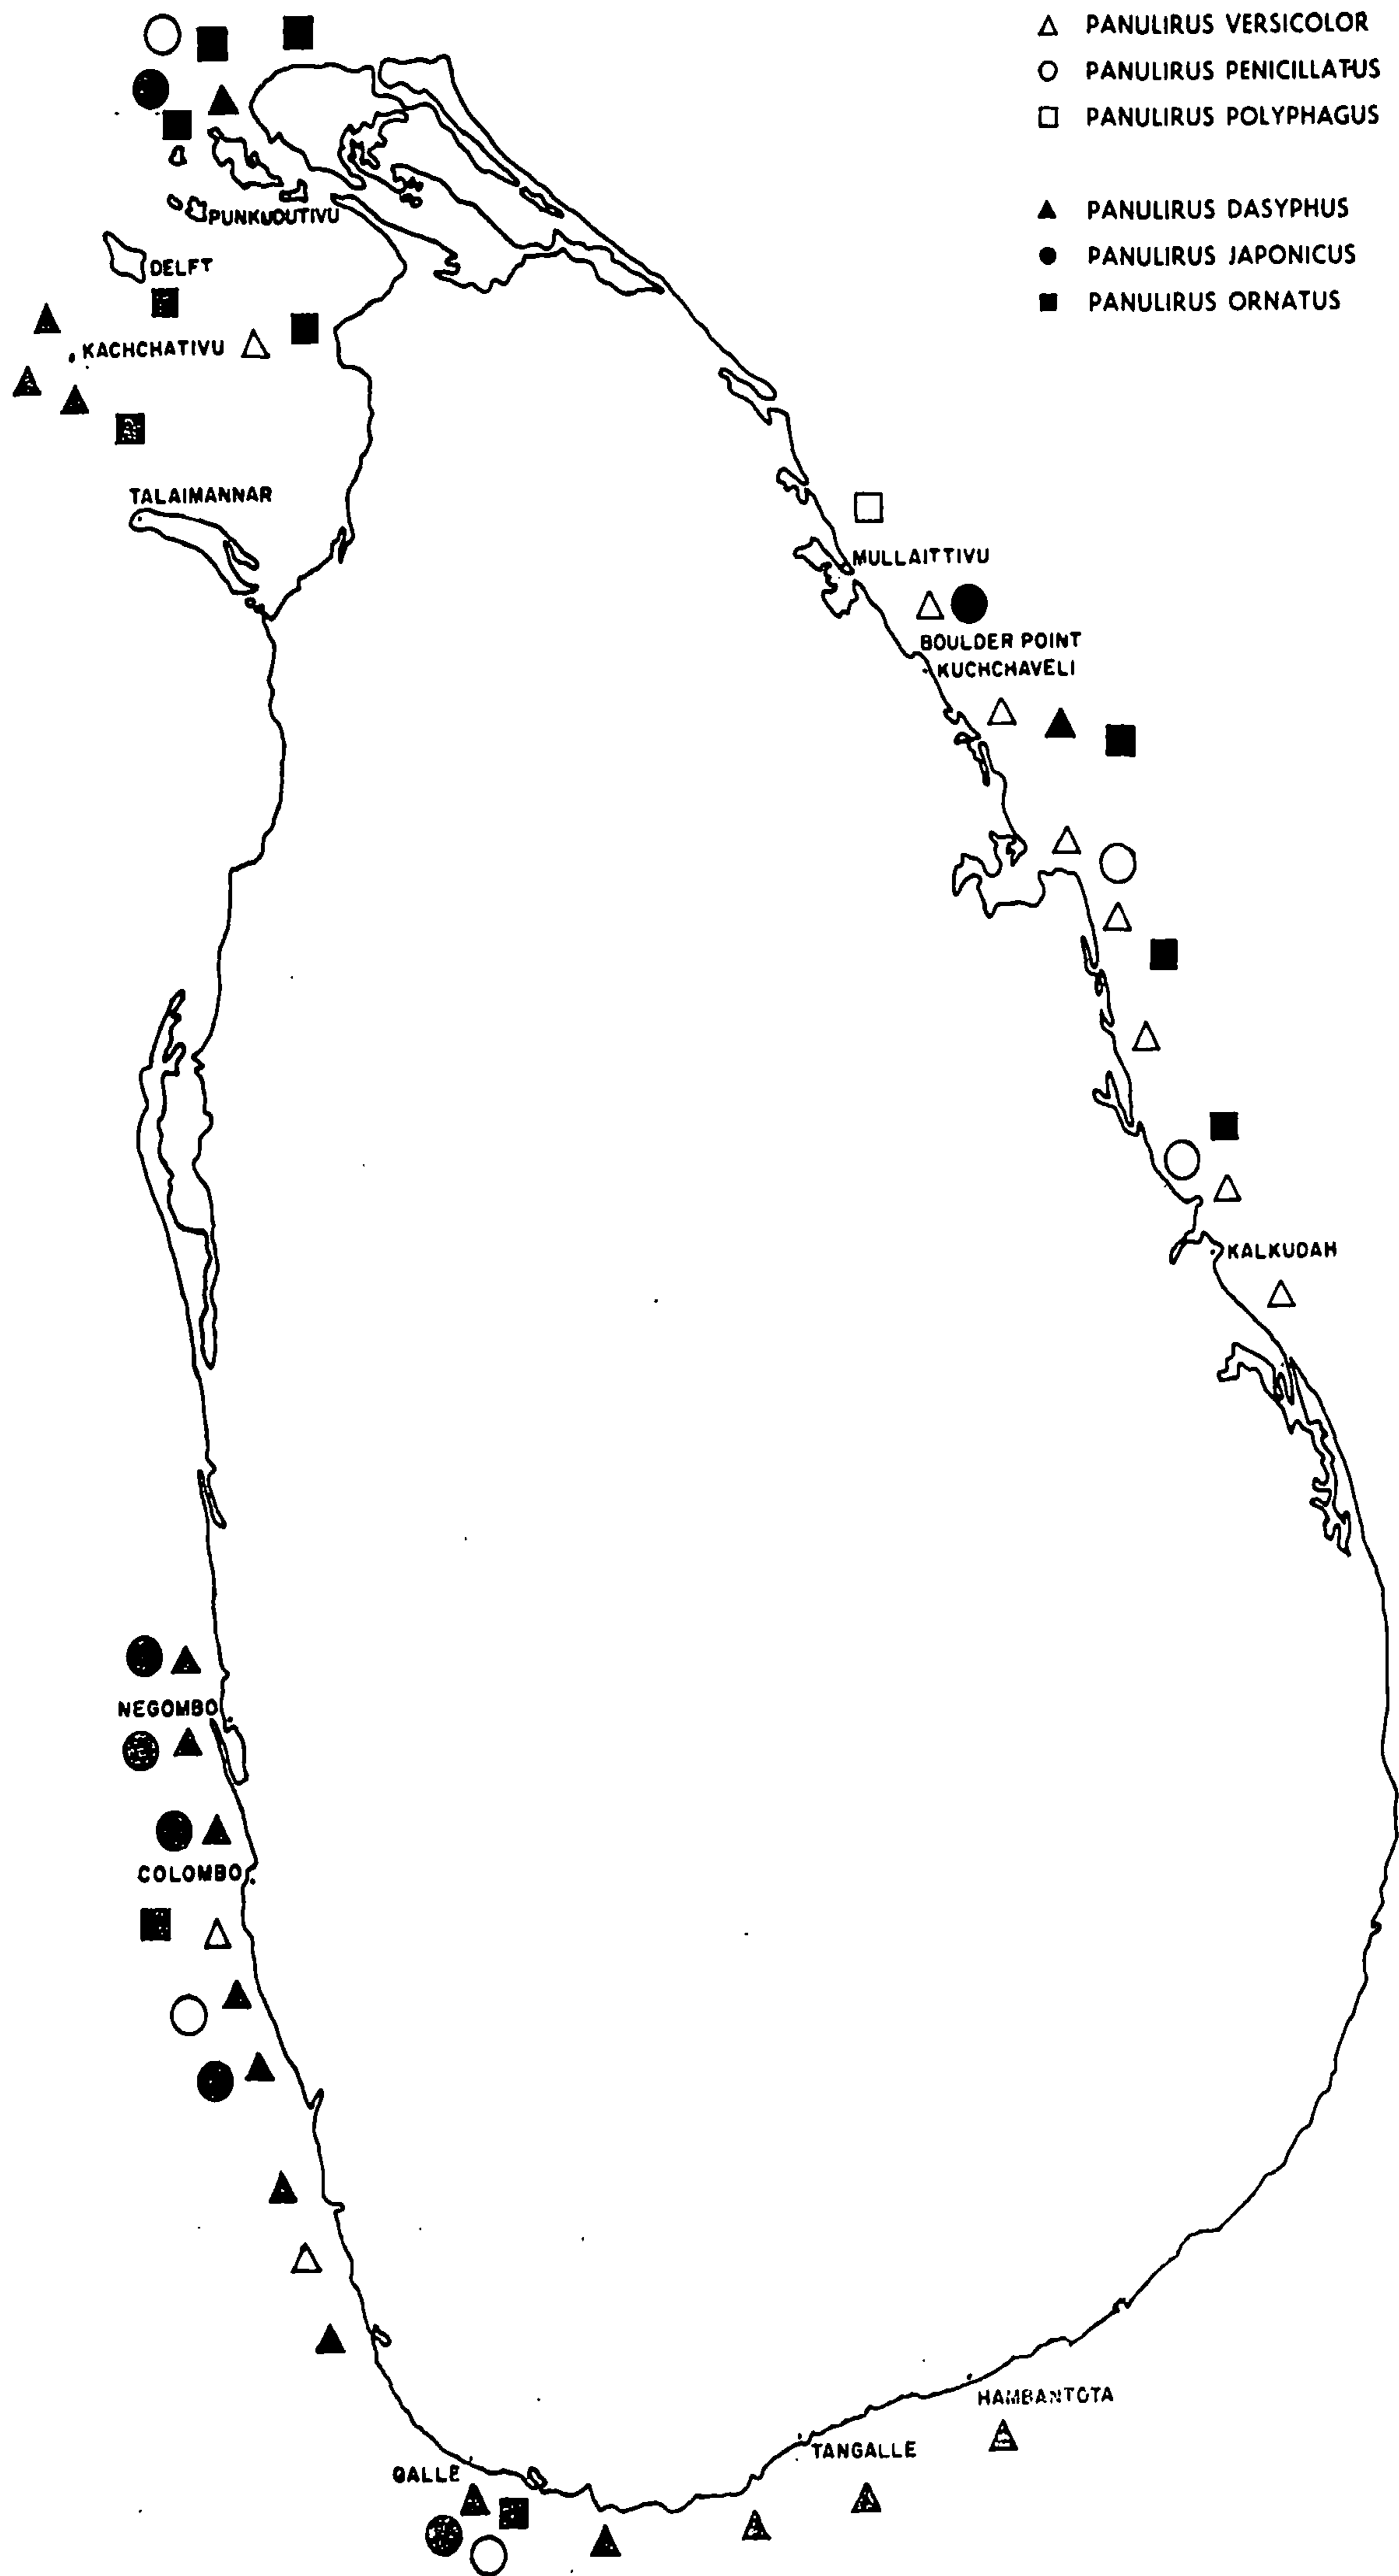 PANULIRUS VERSICOLOR
PANULIRUS PENICILLATUS
PANULIRUS POLYPHAGUS
PANULIRUS DASYPHUS
PANULIRUS JAPONICUS
PANULIRUS ORNATUS
PUNKUDUTIVU
DELFT
KACHCHATIVU
TALAIMANNAR
MULLAITTIVU
BOULDER POINT
KUCHCHAVELI
KALKUDAH
NEGOMBO
COLOMBO
HAMBANTOTA
TANGALLE
GALLE